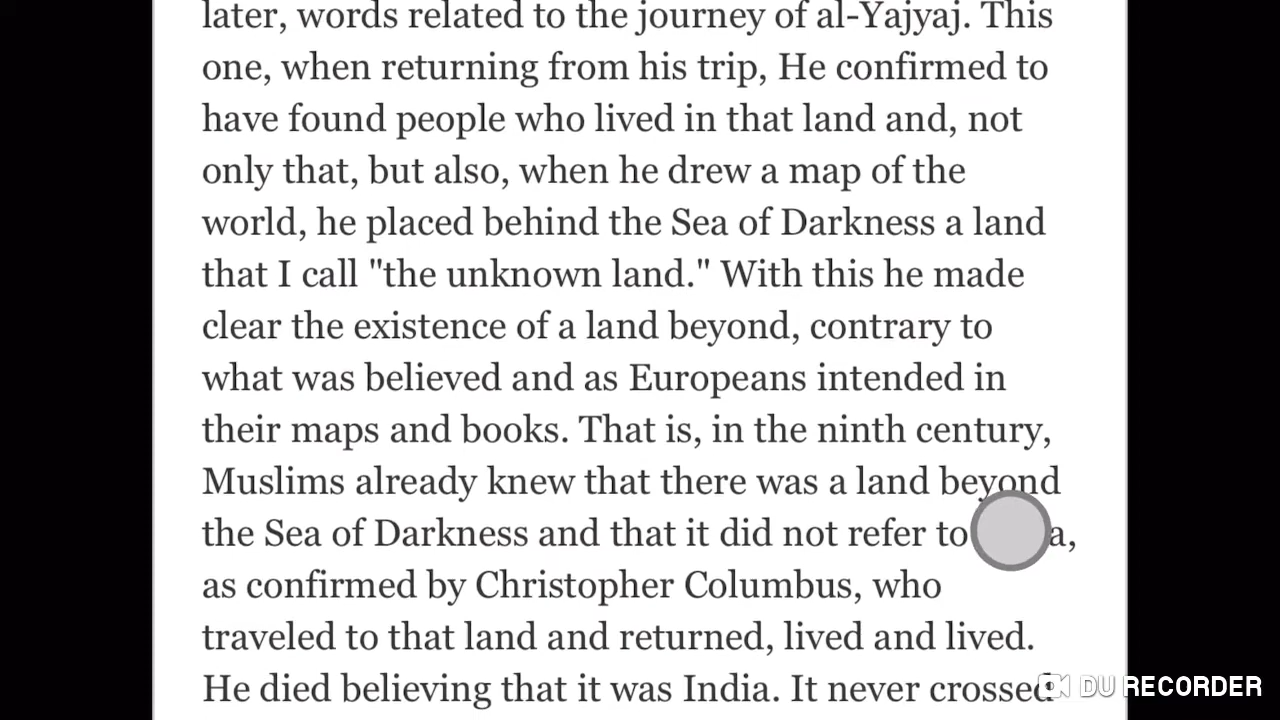 later, words related to the journey of al-Yajyaj. This
one, when returning from his trip, He confirmed to
have found people who lived in that land and, not
only that, but also, when he drew a map of the
world, he placed behind the Sea of Darkness a land
that I call "the unknown land." With this he made
clear the existence of a land beyond, contrary to
what was believed and as Europeans intended in
their maps and books. That is, in the ninth century,
Muslims already knew that there was a land beyond
the Sea of Darkness and that it did not refer to
as confirmed by Christopher Columbus, who
traveled to that land and returned, lived and lived.
He died believing that it was India. It never crossed
DU RECORDER